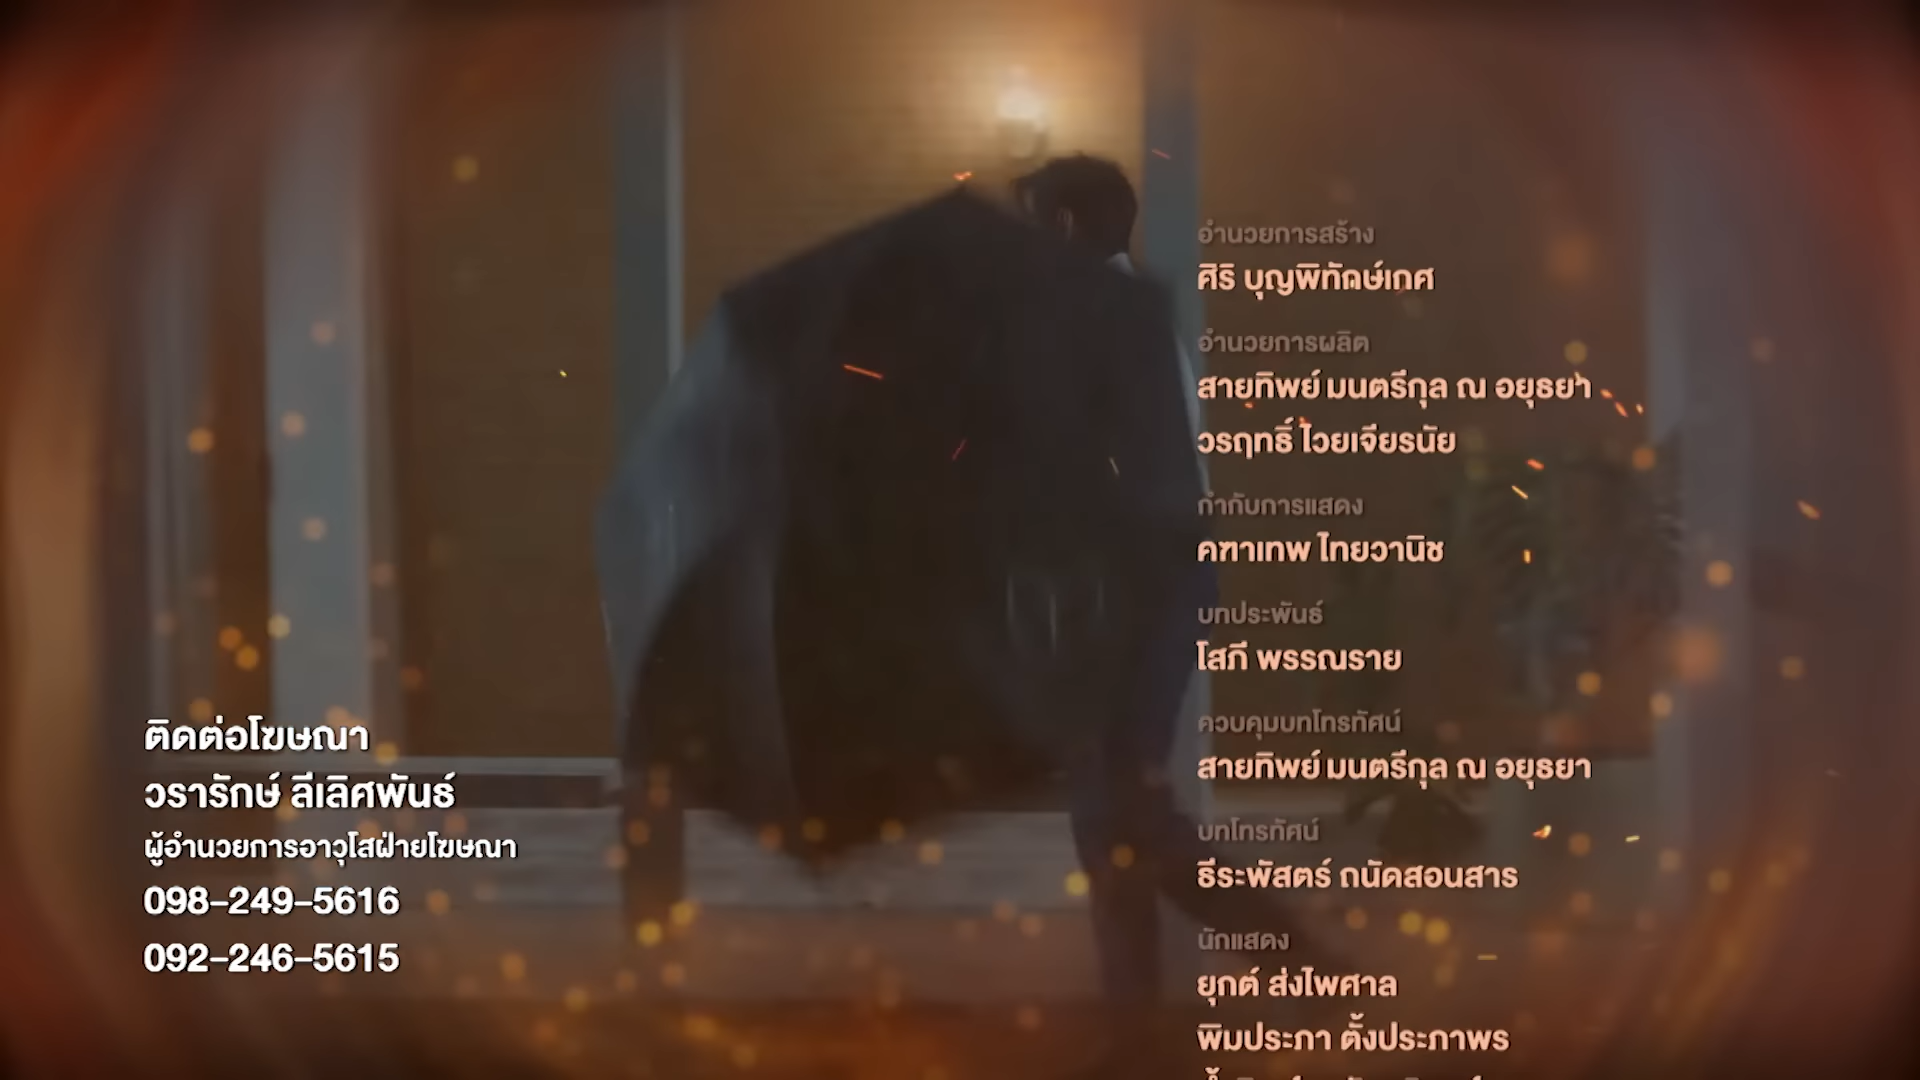 ติดต่อโฆษณา
วรารักษ์ ลีเลิศพันธ์
ผู้อำนวยการอาวุโสฝ่ายโฆษณา
098-249-5616
092-246-5615
อำนวยการสร้าง
ศิริ บุญพิทักษ์เกศ
อำนวยการผลิต
สายทิพย์ มนตรีกุล ณ อยุธยา
วรฤทธิ์ ไวยเจียรนัย
กำกับการแสดง
คฑาเทพ ไทยวานิช
บทประพันธ์
โสภี พรรณราย
ควบคุมบทโทรทัศน์
สายทิพย์ มนตรีกุล ณ อยุธยา
บทโทรทัศน์
ธีระพัสตร์ ถนัดสอนสาร
นักแสดง
ยุกต์ ส่งไพศาล
พิมประภา ตั้งประภาพร